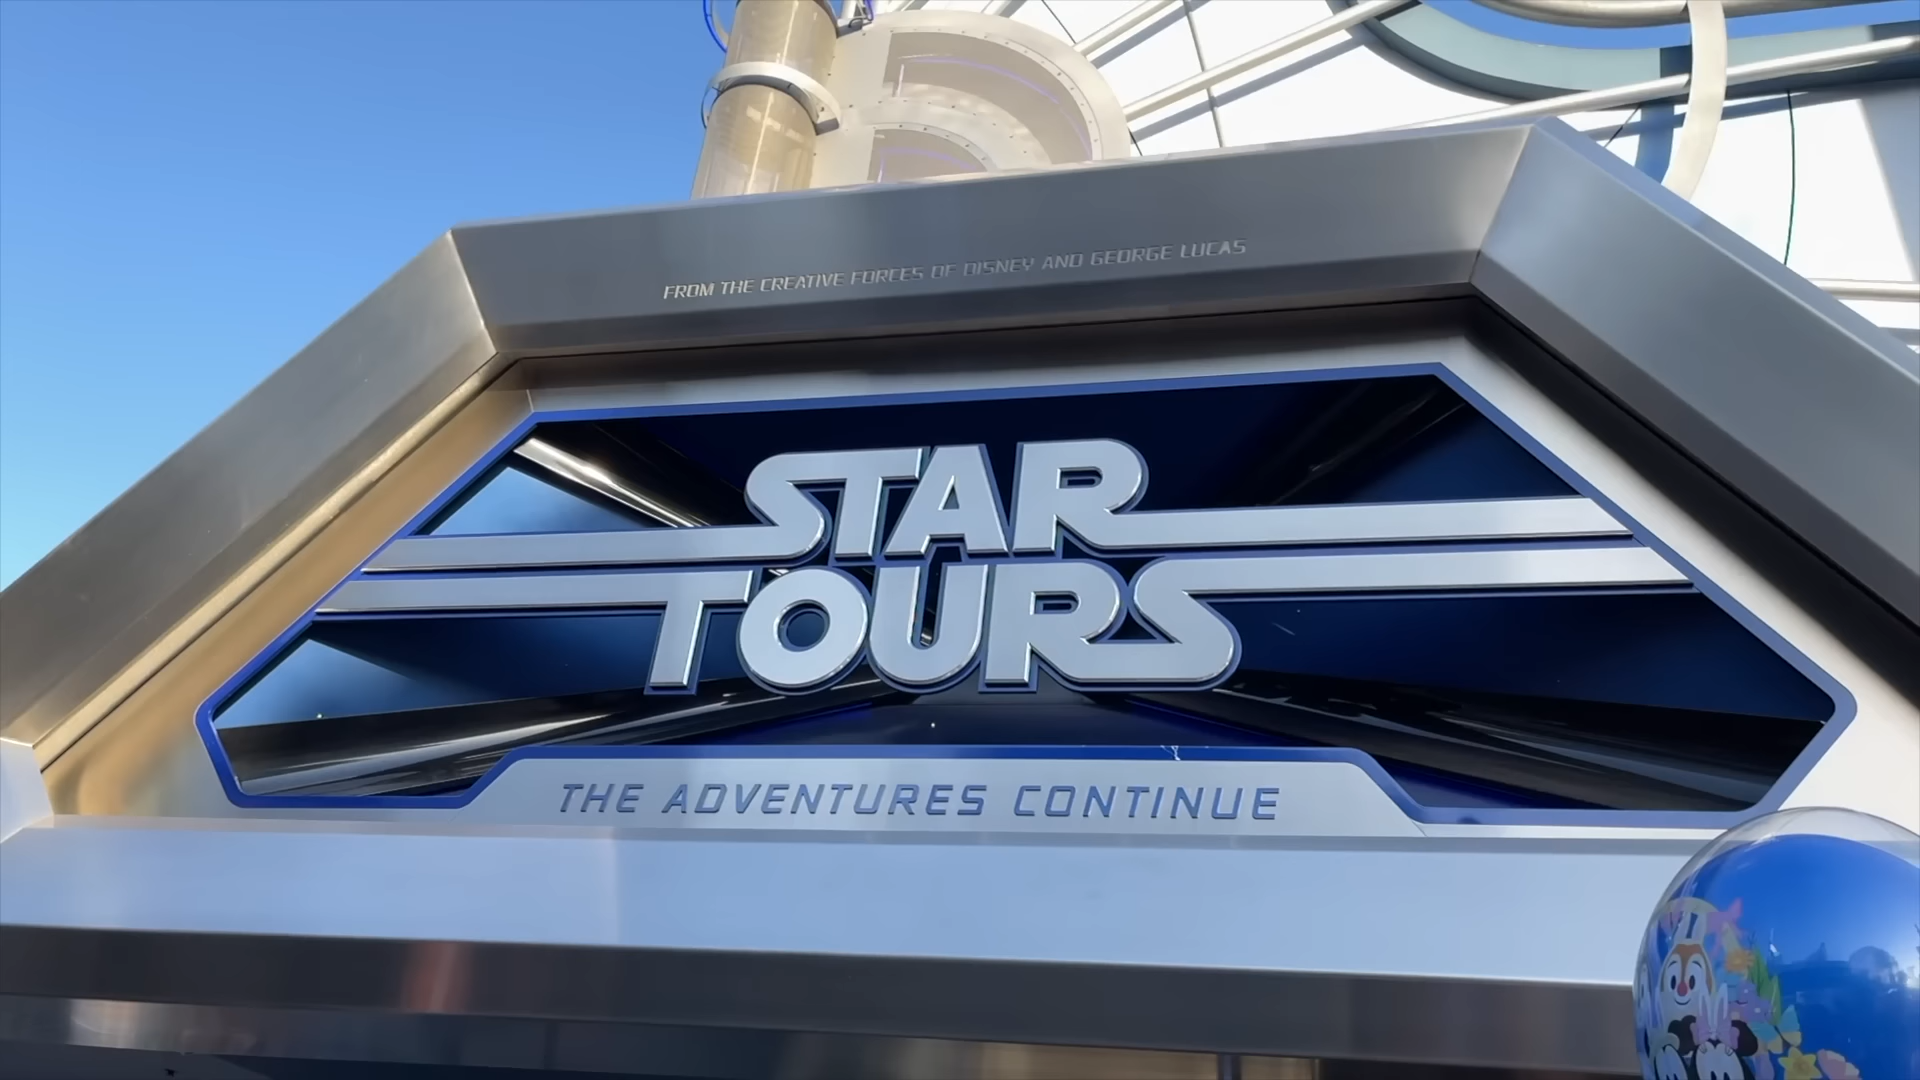 FROM THE CREATIVE FORCES OF DISNEY AND GEORGE LUCAS
STAR
TOURS
THE ADVENTURES CONTINUE